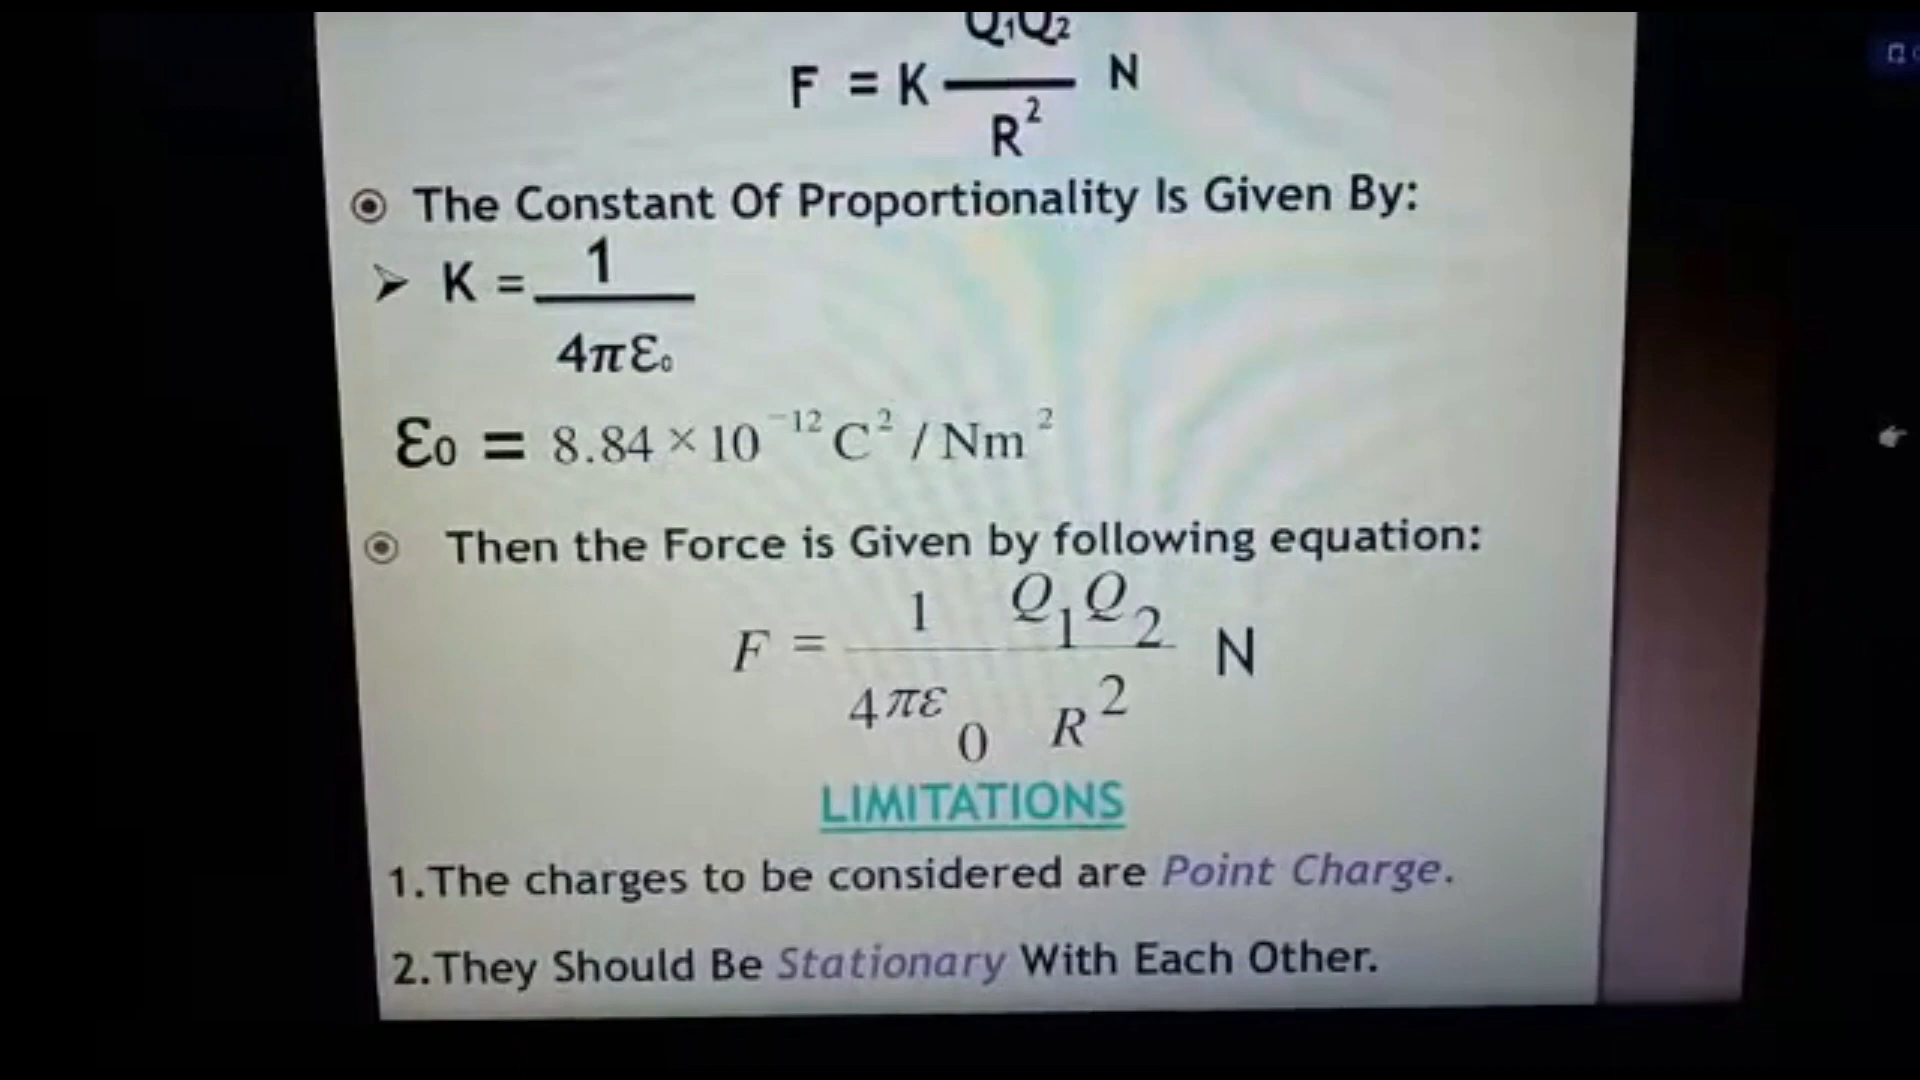 Q₁Q₂
F = K ―― N
R²
The Constant Of Proportionality Is Given By:
K = 1
4πε₀
ε0 = 8.84 × 10⁻¹² C² / Nm²
Then the Force is Given by following equation:
F = 1 Q₁Q₂ N
4πε₀ R²
LIMITATIONS
1.The charges to be considered are Point Charge.
2.They Should Be Stationary With Each Other.